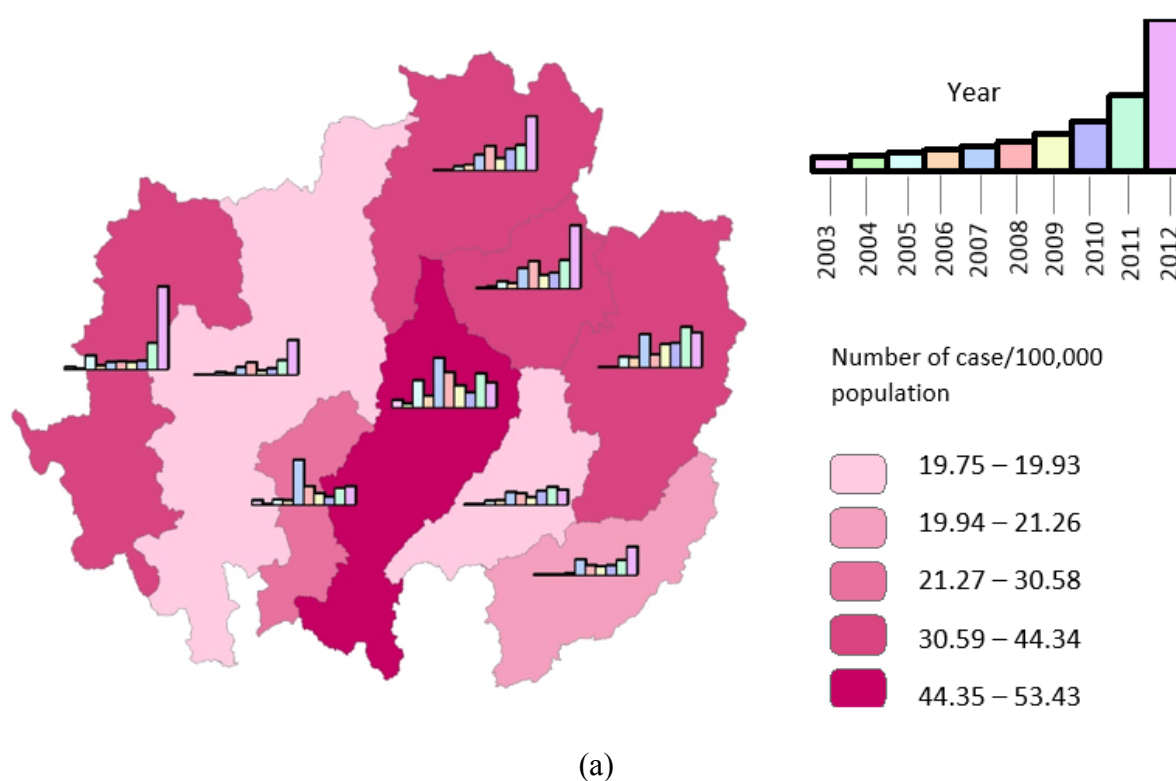 Year
2003
2004
2005
2006
2007
2008
2009
2010
2011
2012
Number of case/100,000
population
19.75 – 19.93
19.94 – 21.26
21.27 – 30.58
30.59 – 44.34
44.35 – 53.43
(a)